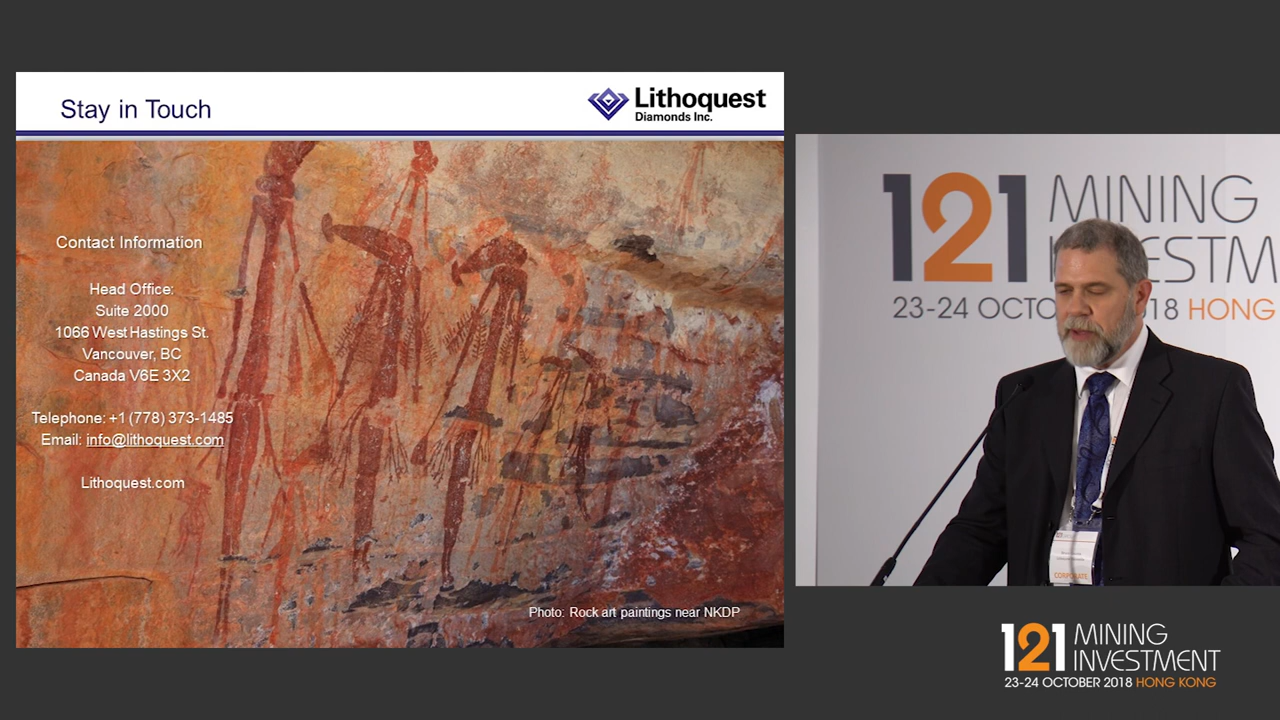 Stay in Touch
Lithoquest
Diamonds Inc.
Contact Information
Head Office:
Suite 2000
1066 West Hastings St.
Vancouver, BC
Canada V6E 3X2
Telephone: +1 (778) 373-1485
Email: info@lithoquest.com
Lithoquest.com
Photo: Rock art paintings near NKDP
121 MINING
INVESTM
23-24 OCTO 18 HONG
CORPORATE
121 MINING
INVESTMENT
23-24 OCTOBER 2018 HONG KONG